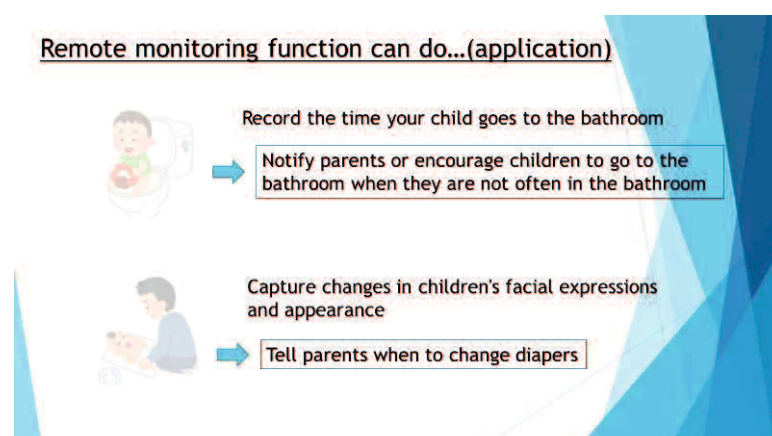 Remote monitoring function can do…(application)
Record the time your child goes to the bathroom
Notify parents or encourage children to go to the
bathroom when they are not often in the bathroom
Capture changes in children's facial expressions
and appearance
Tell parents when to change diapers